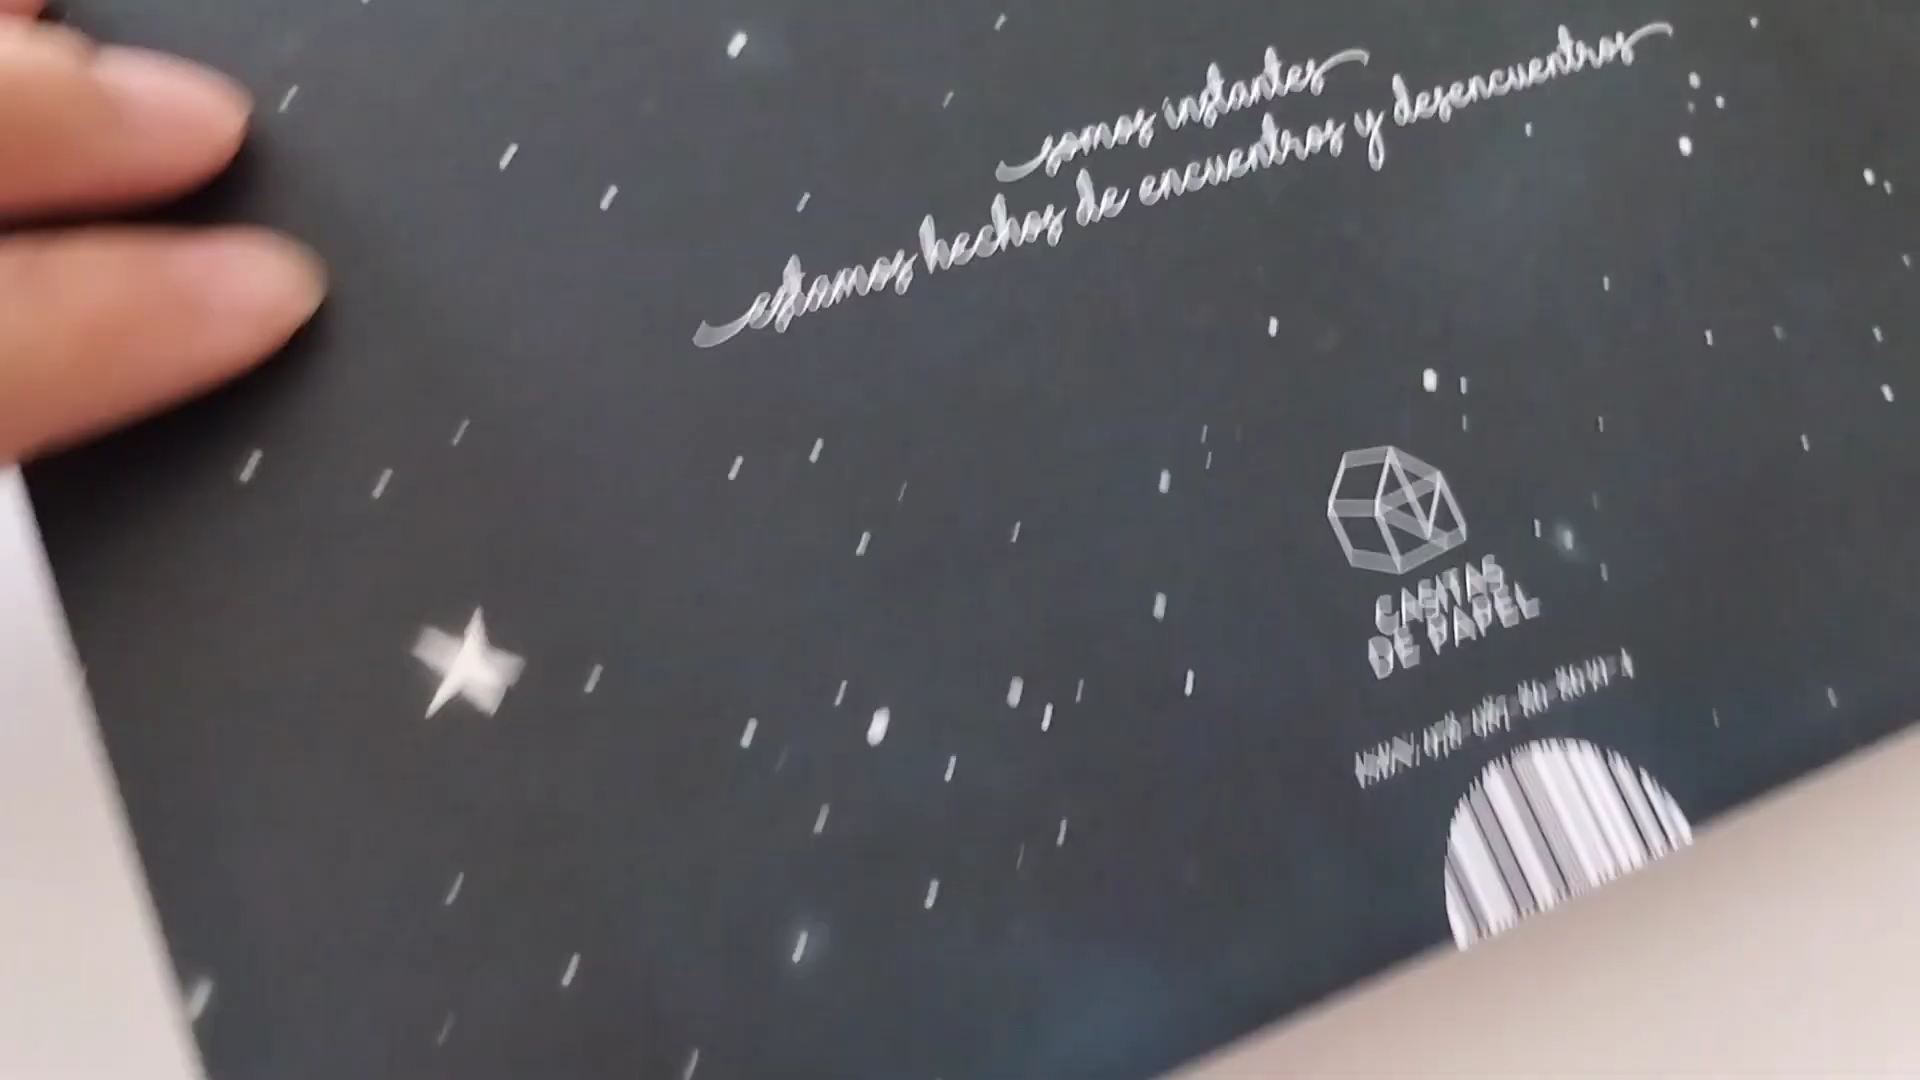 somos instantes
estamos hechos de encuentros y desencuentros
CASITAS
DE PAPEL